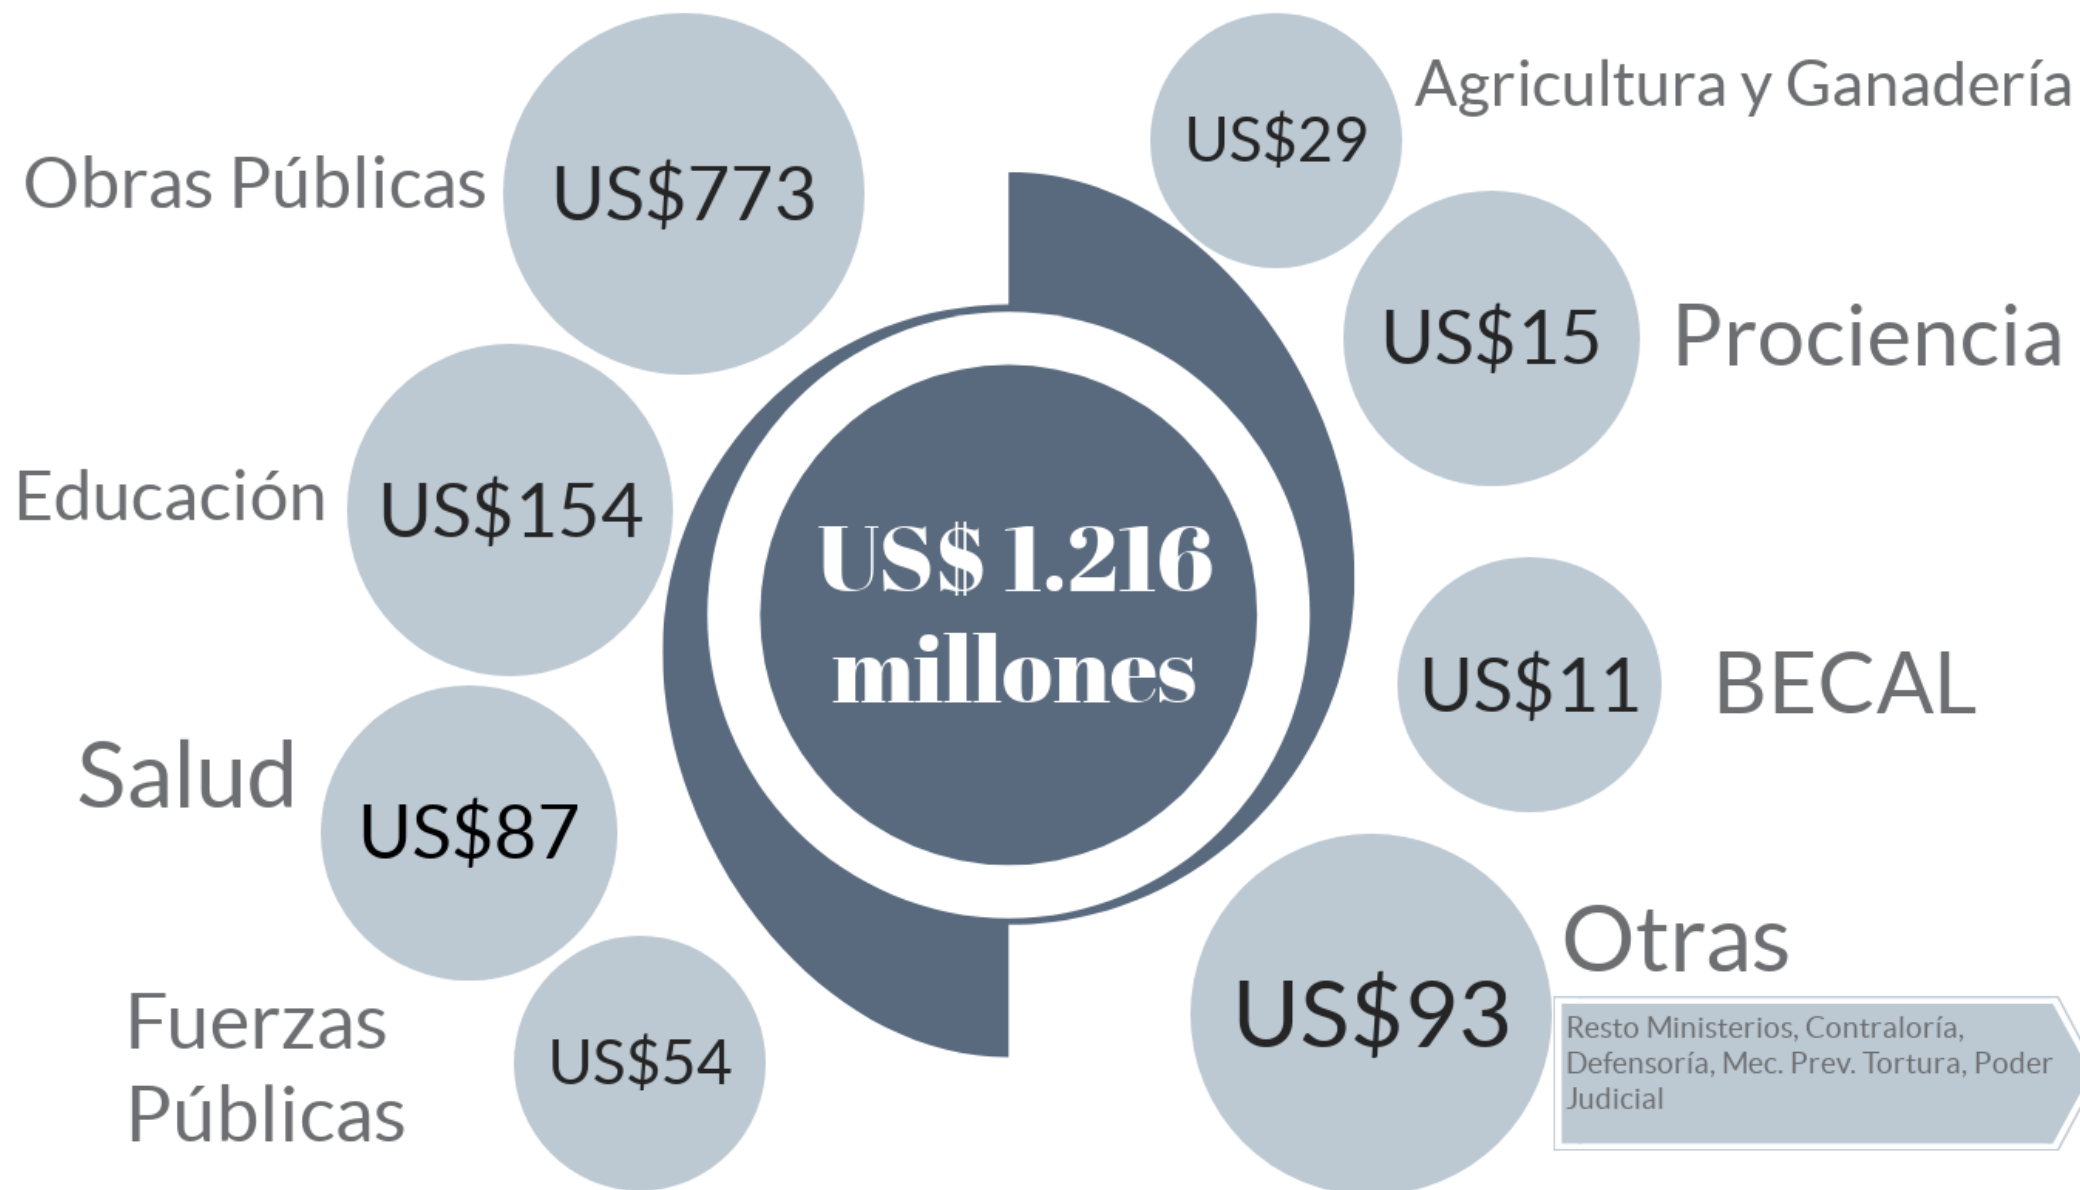 Obras Públicas
US$773
Educación
US$154
Salud
US$87
Fuerzas
Públicas
US$54
US$ 1.216
millones
US$29
Agricultura y Ganadería
US$15
Prociencia
US$11
BECAL
US$93
Otras
Resto Ministerios, Contraloría,
Defensoría, Mec. Prev. Tortura, Poder
Judicial